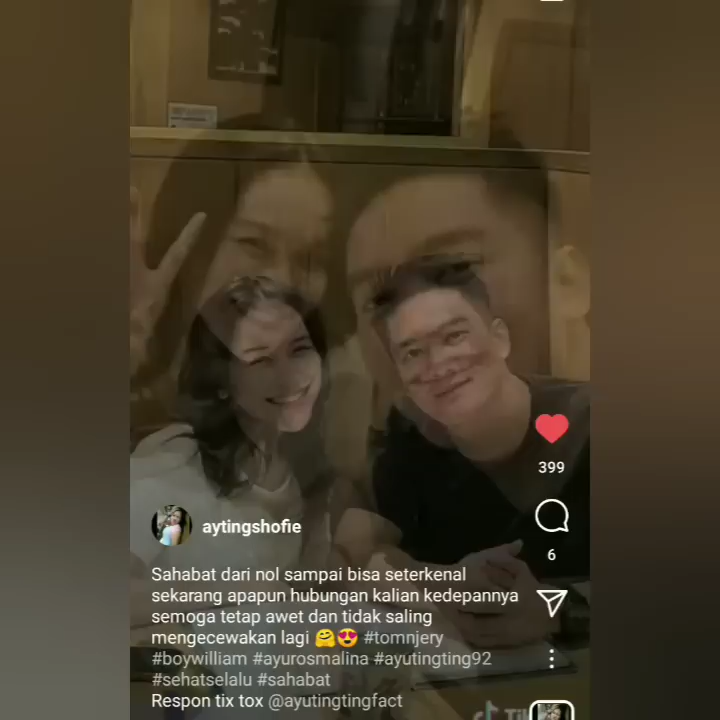 399
aytingshofie
6
Sahabat dari nol sampai bisa seterkenal
sekarang apapun hubungan kalian kedepannya
semoga tetap awet dan tidak saling
mengecewakan lagi 🤗😍 #tomnjery
#boywilliam #ayurosmalina #ayutingting92
#sehatselalu #sahabat
Respon tix tox @ayutingtingfact